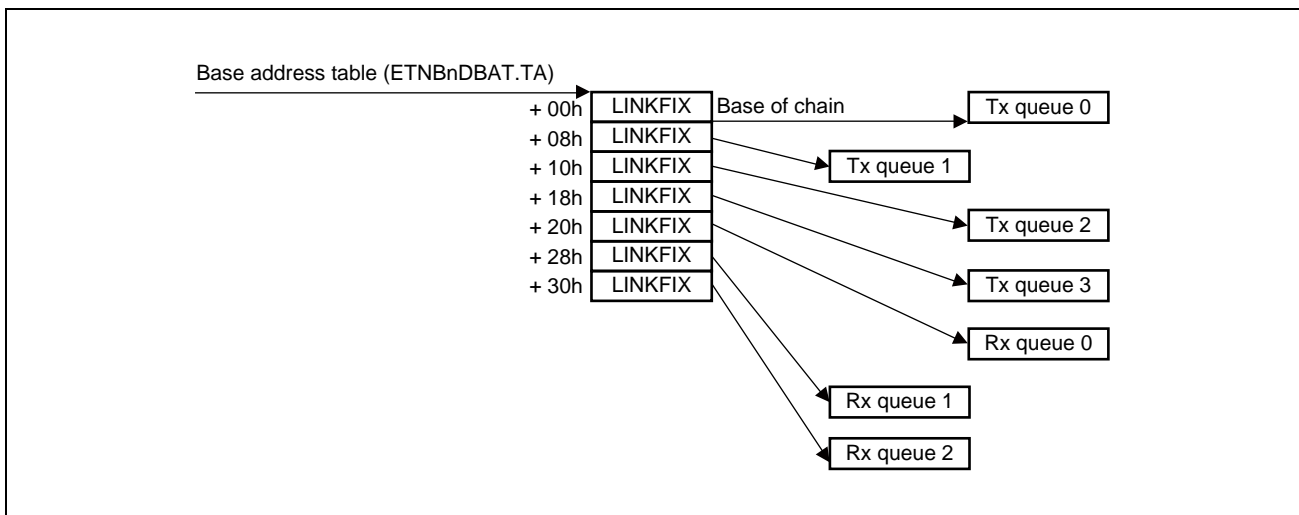 Base address table (ETNBnDBAT.TA)
+ 00h LINKFIX Base of chain Tx queue 0
+ 08h LINKFIX
Tx queue 1
+ 10h LINKFIX
+ 18h LINKFIX
Tx queue 2
+ 20h LINKFIX
+ 28h LINKFIX
+ 30h LINKFIX
Tx queue 3
Rx queue 0
Rx queue 1
Rx queue 2